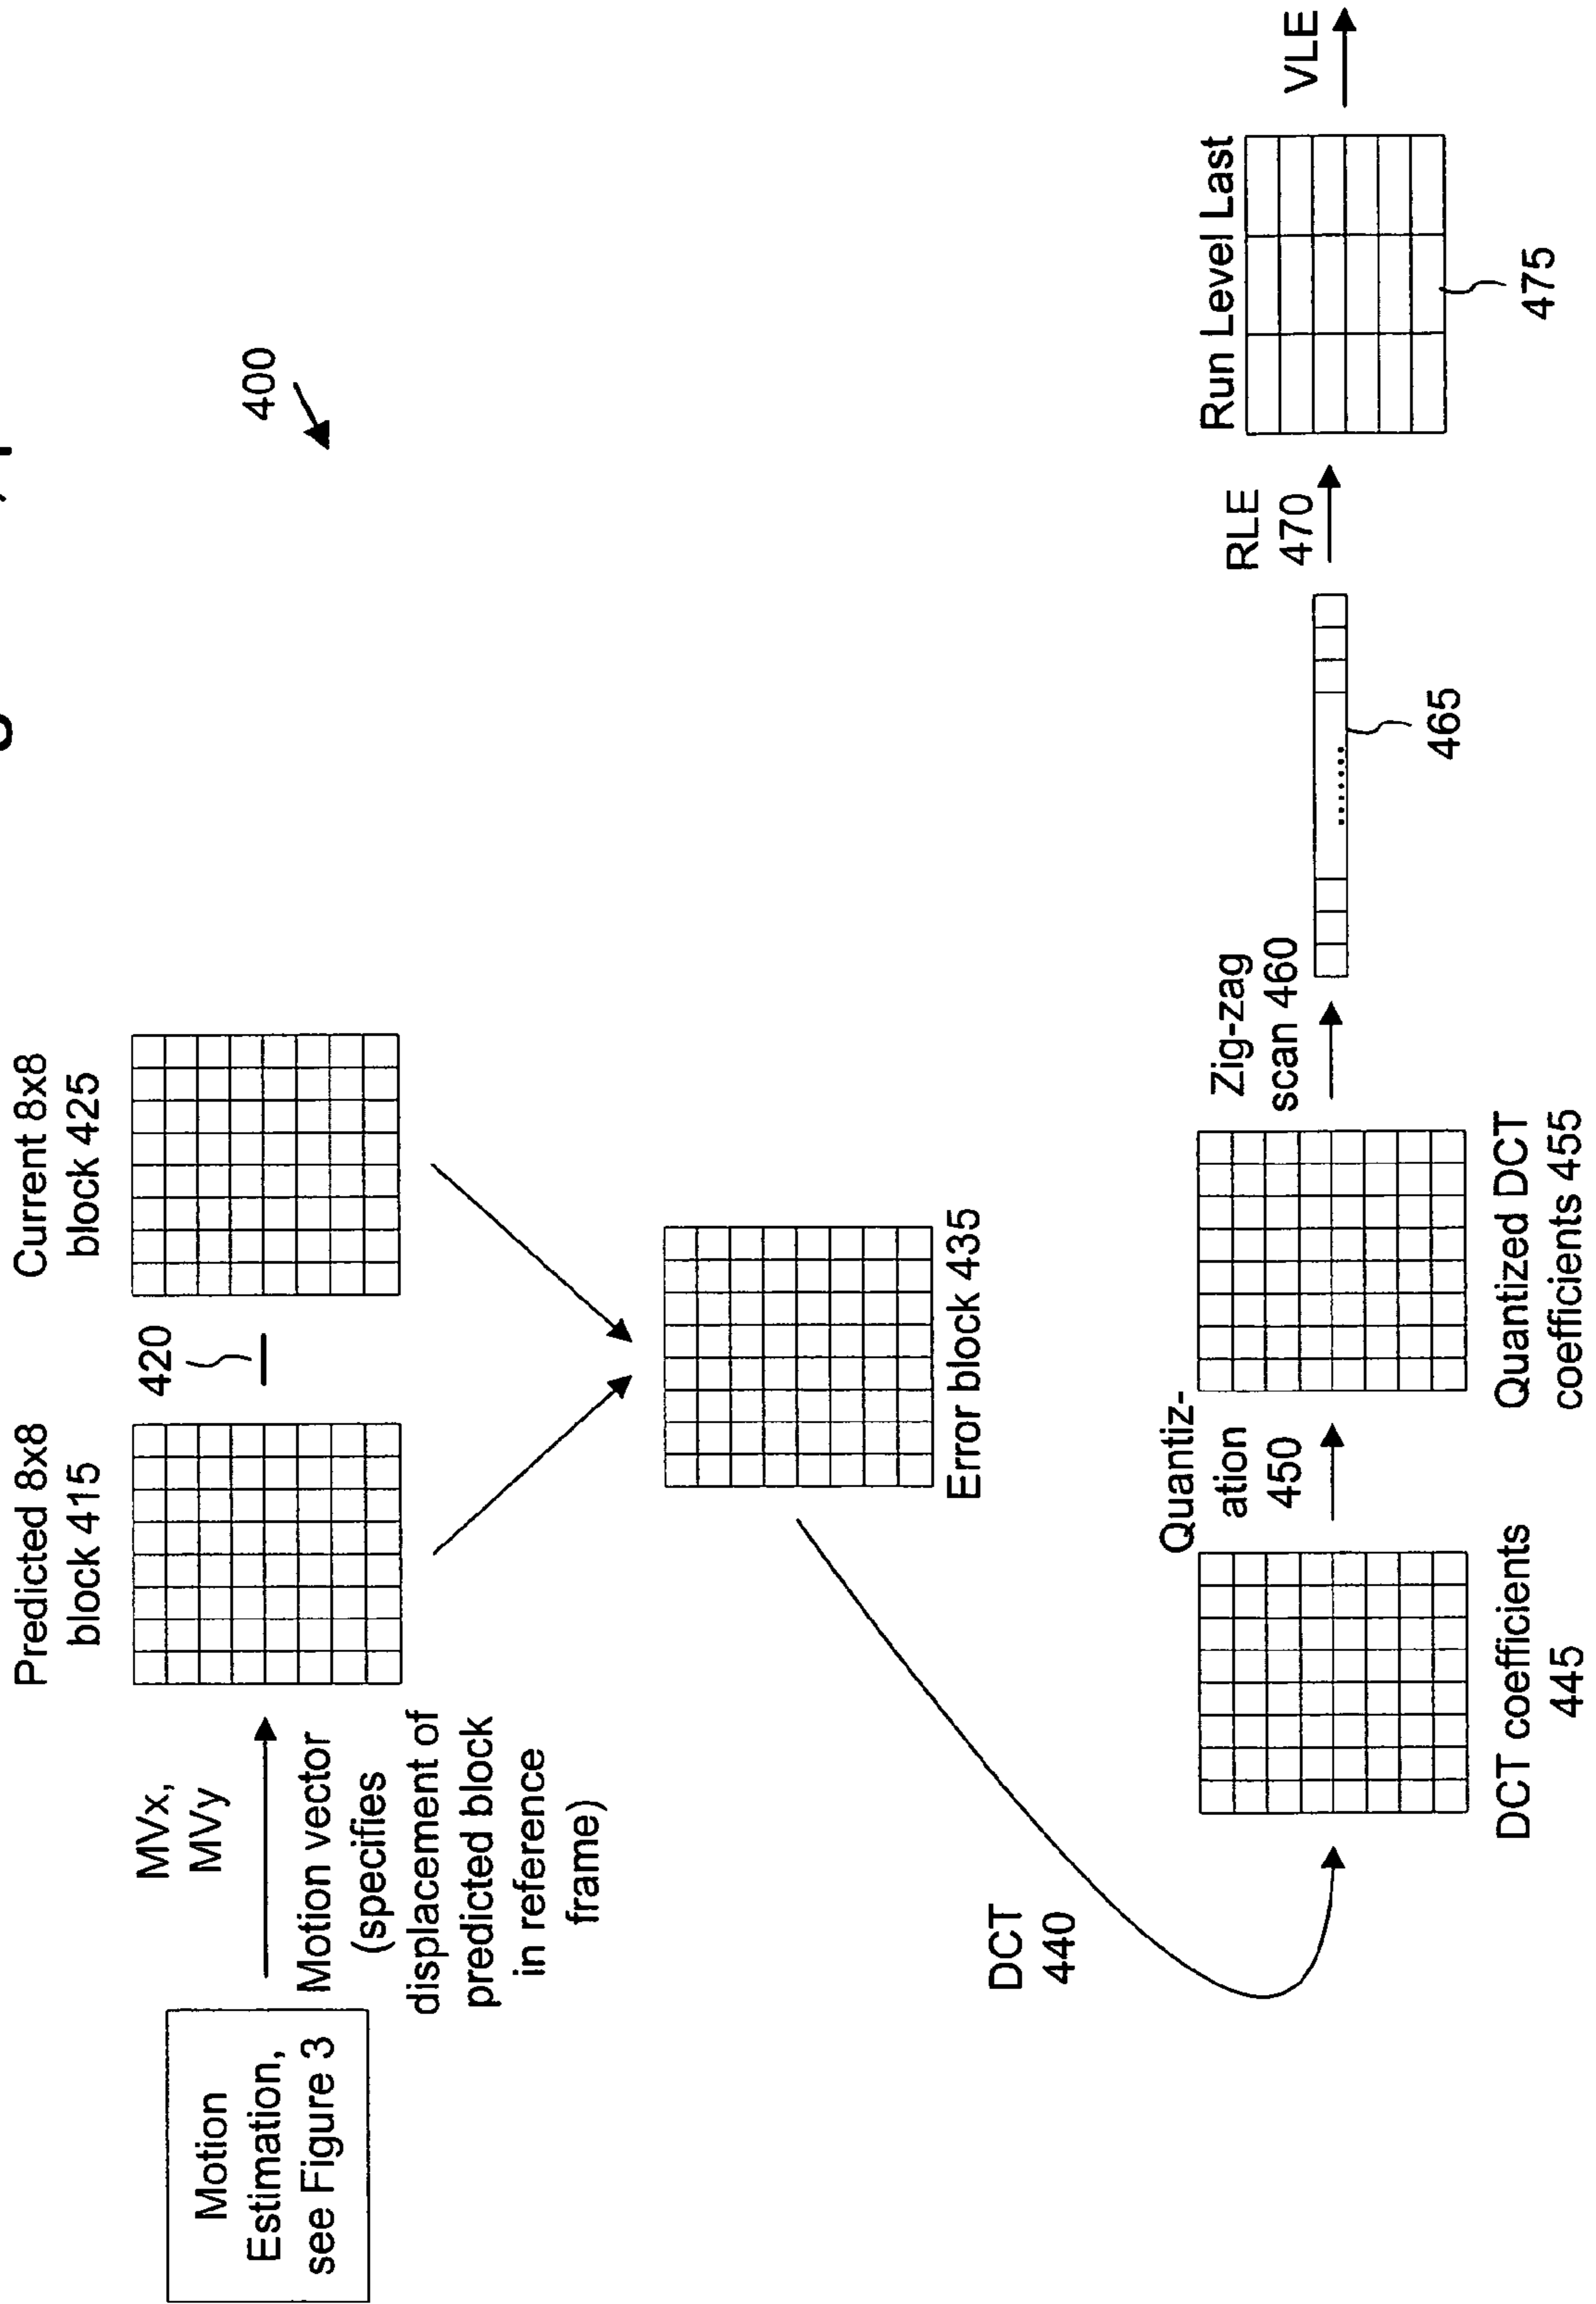 400
Motion
Estimation,
see Figure 3
MVx,
MVy
Motion vector
(specifies
displacement of
predicted block
in reference
frame)
Predicted 8x8
block 415
420
Current 8x8
block 425
Error block 435
DCT
440
DCT coefficients
445
Quantiz-
ation
450
Quantized DCT
coefficients 455
Zig-zag
scan 460
......
465
RLE
470
Run Level Last
475
VLE